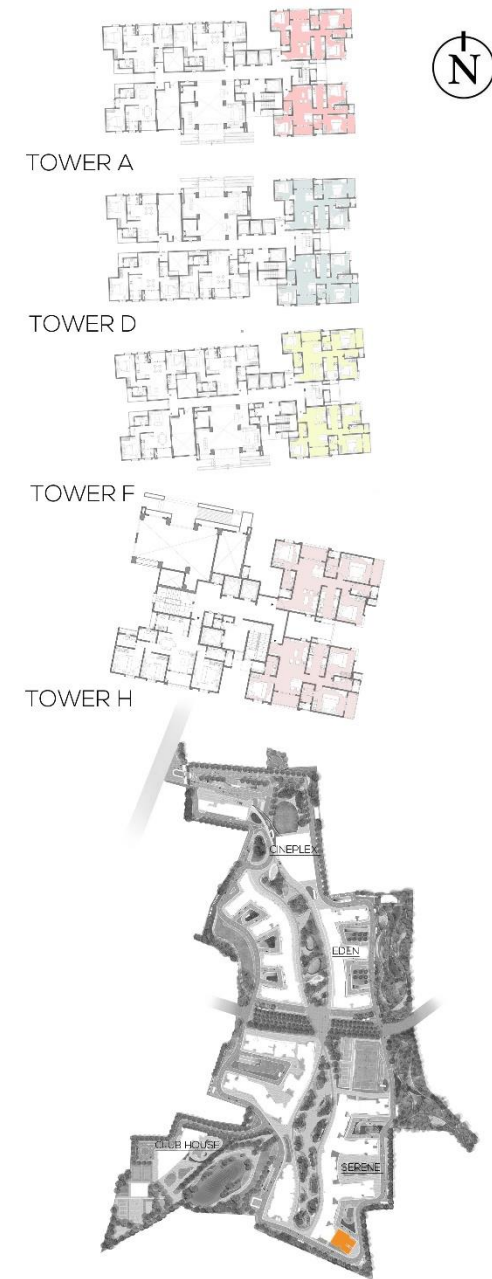 N
TOWER A
TOWER D
TOWER F
TOWER H
CINEPLEX
EDEN
CLUB HOUSE
SERENE